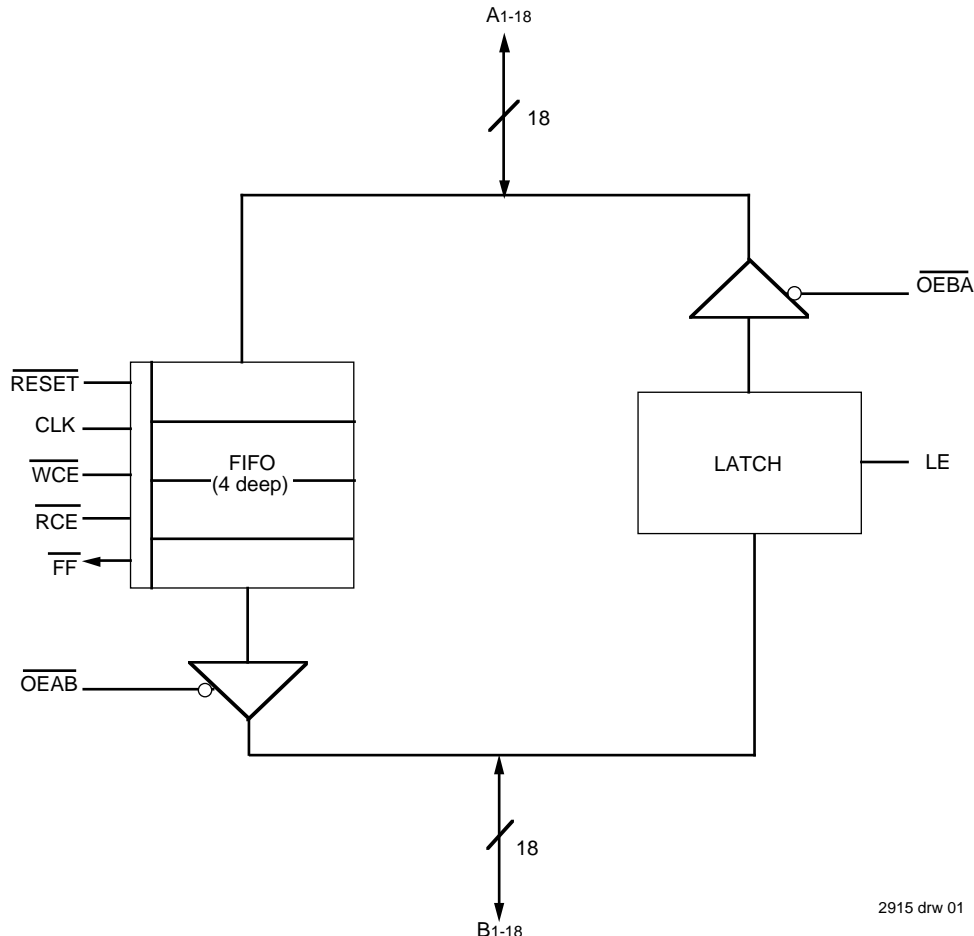 A1-18
18
OEBA
RESET
CLK
WCE
RCE
FF
FIFO
(4 deep)
LATCH
LE
OEAB
18
B1-18
2915 drw 01